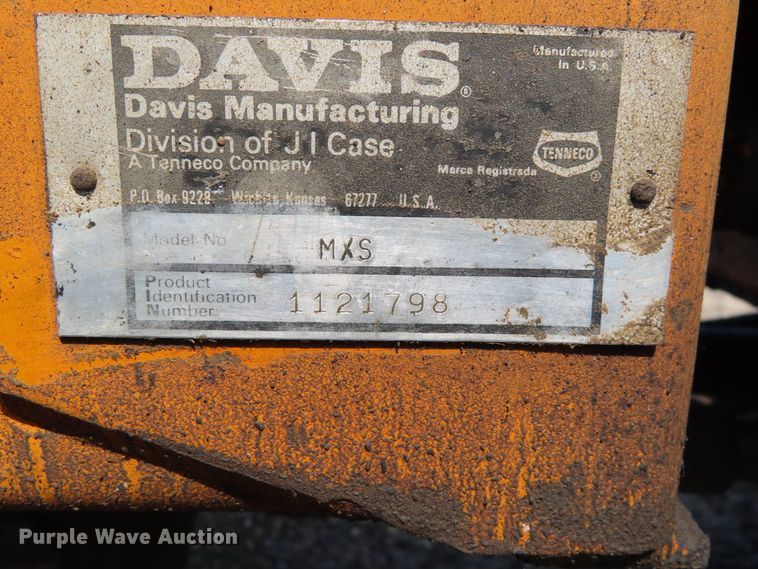 DAVIS®
Manufactured
In U.S.A.
Davis Manufacturing
Division of J I Case
A Tenneco Company
Marca Registrada
TENNECO ®
P.O. Box 9228 Wichita, Kansas 67277 U.S.A.
Model No.
MXS
Product
Identification
Number
1121798
Purple Wave Auction